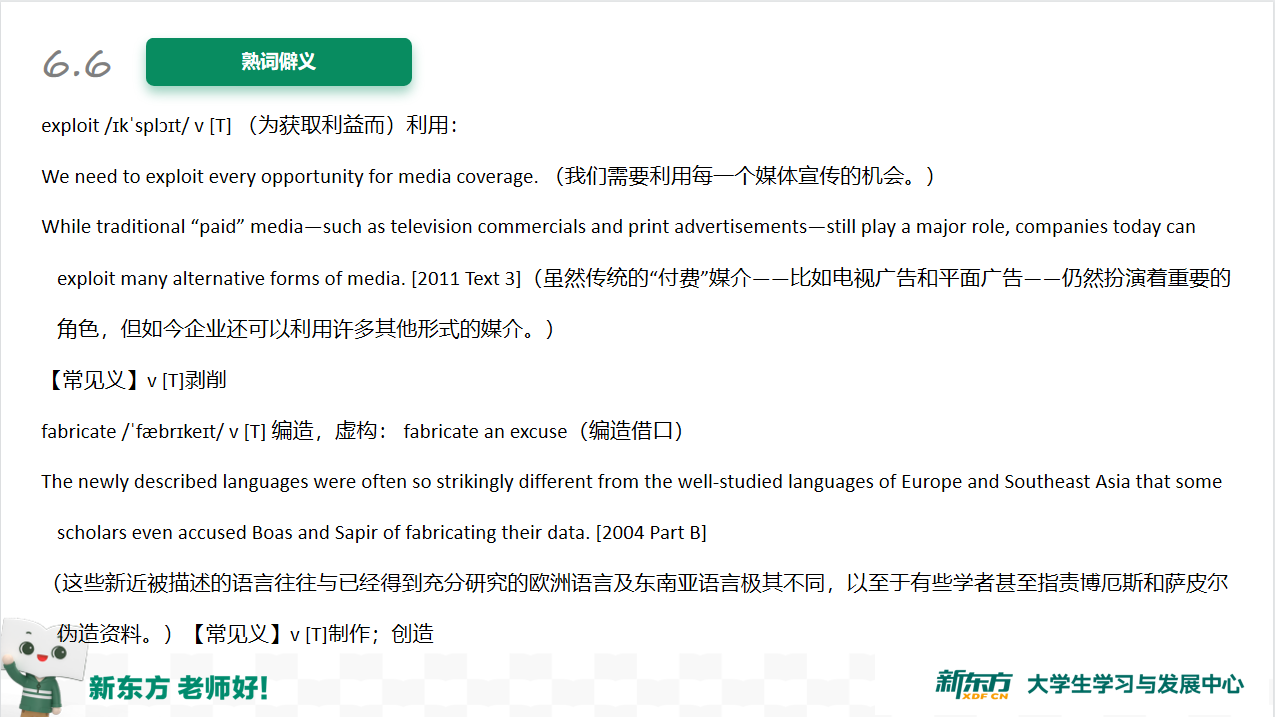 6.6 熟词僻义
exploit /ɪkˈsplɔɪt/ v [T] （为获取利益而）利用：
We need to exploit every opportunity for media coverage. （我们需要利用每一个媒体宣传的机会。）
While traditional “paid” media—such as television commercials and print advertisements—still play a major role, companies today can
exploit many alternative forms of media. [2011 Text 3]（虽然传统的“付费”媒介——比如电视广告和平面广告——仍然扮演着重要的
角色，但如今企业还可以利用许多其他形式的媒介。）
【常见义】v [T]剥削
fabricate /ˈfæbrɪkeɪt/ v [T] 编造，虚构： fabricate an excuse（编造借口）
The newly described languages were often so strikingly different from the well-studied languages of Europe and Southeast Asia that some
scholars even accused Boas and Sapir of fabricating their data. [2004 Part B]
（这些新近被描述的语言往往与已经得到充分研究的欧洲语言及东南亚语言极其不同，以至于有些学者甚至指责博厄斯和萨皮尔
伪造资料。）【常见义】v [T]制作；创造
新东方 老师好!
新东方 XDF.CN 大学生学习与发展中心